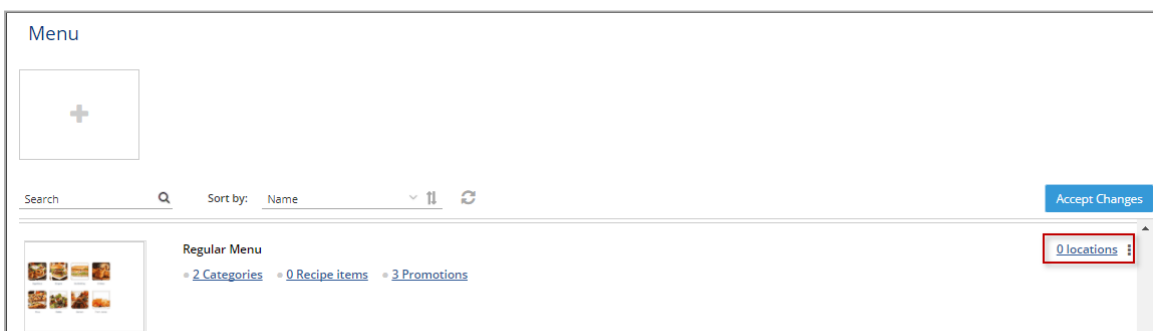 Menu
Search Sort by: Name Accept Changes
Regular Menu 0 locations
2 Categories 0 Recipe items 3 Promotions